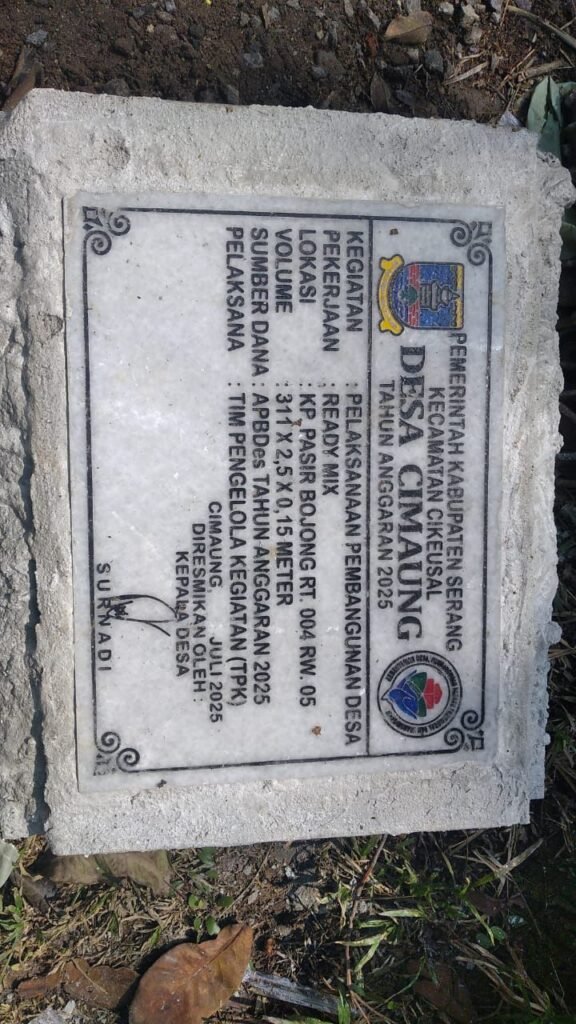 PEMERINTAH KABUPATEN SERANG
KECAMATAN CIKEUSAL
DESA CIMAUNG
TAHUN ANGGARAN 2025
KEGIATAN : PELAKSANAAN PEMBANGUNAN DESA
PEKERJAAN : READY MIX
LOKASI : KP. PASIR BOJONG RT. 004 RW. 05
VOLUME : 311 X 2,5 X 0,15 METER
SUMBER DANA : APBDes TAHUN ANGGARAN 2025
PELAKSANA : TIM PENGELOLA KEGIATAN (TPK)
CIMAUNG JULI 2025
DIRESMIKAN OLEH :
KEPALA DESA
SURYADI